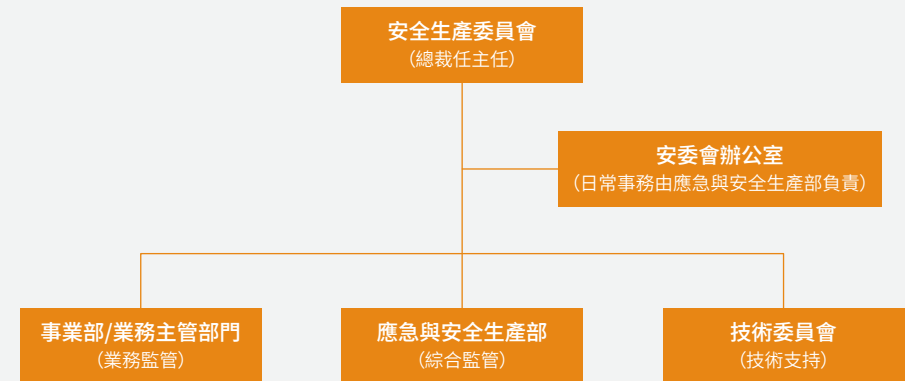 安全生產委員會
（總裁任主任）
安委會辦公室
（日常事務由應急與安全生產部負責）
事業部/業務主管部門
（業務監管）
應急與安全生產部
（綜合監管）
技術委員會
（技術支持）